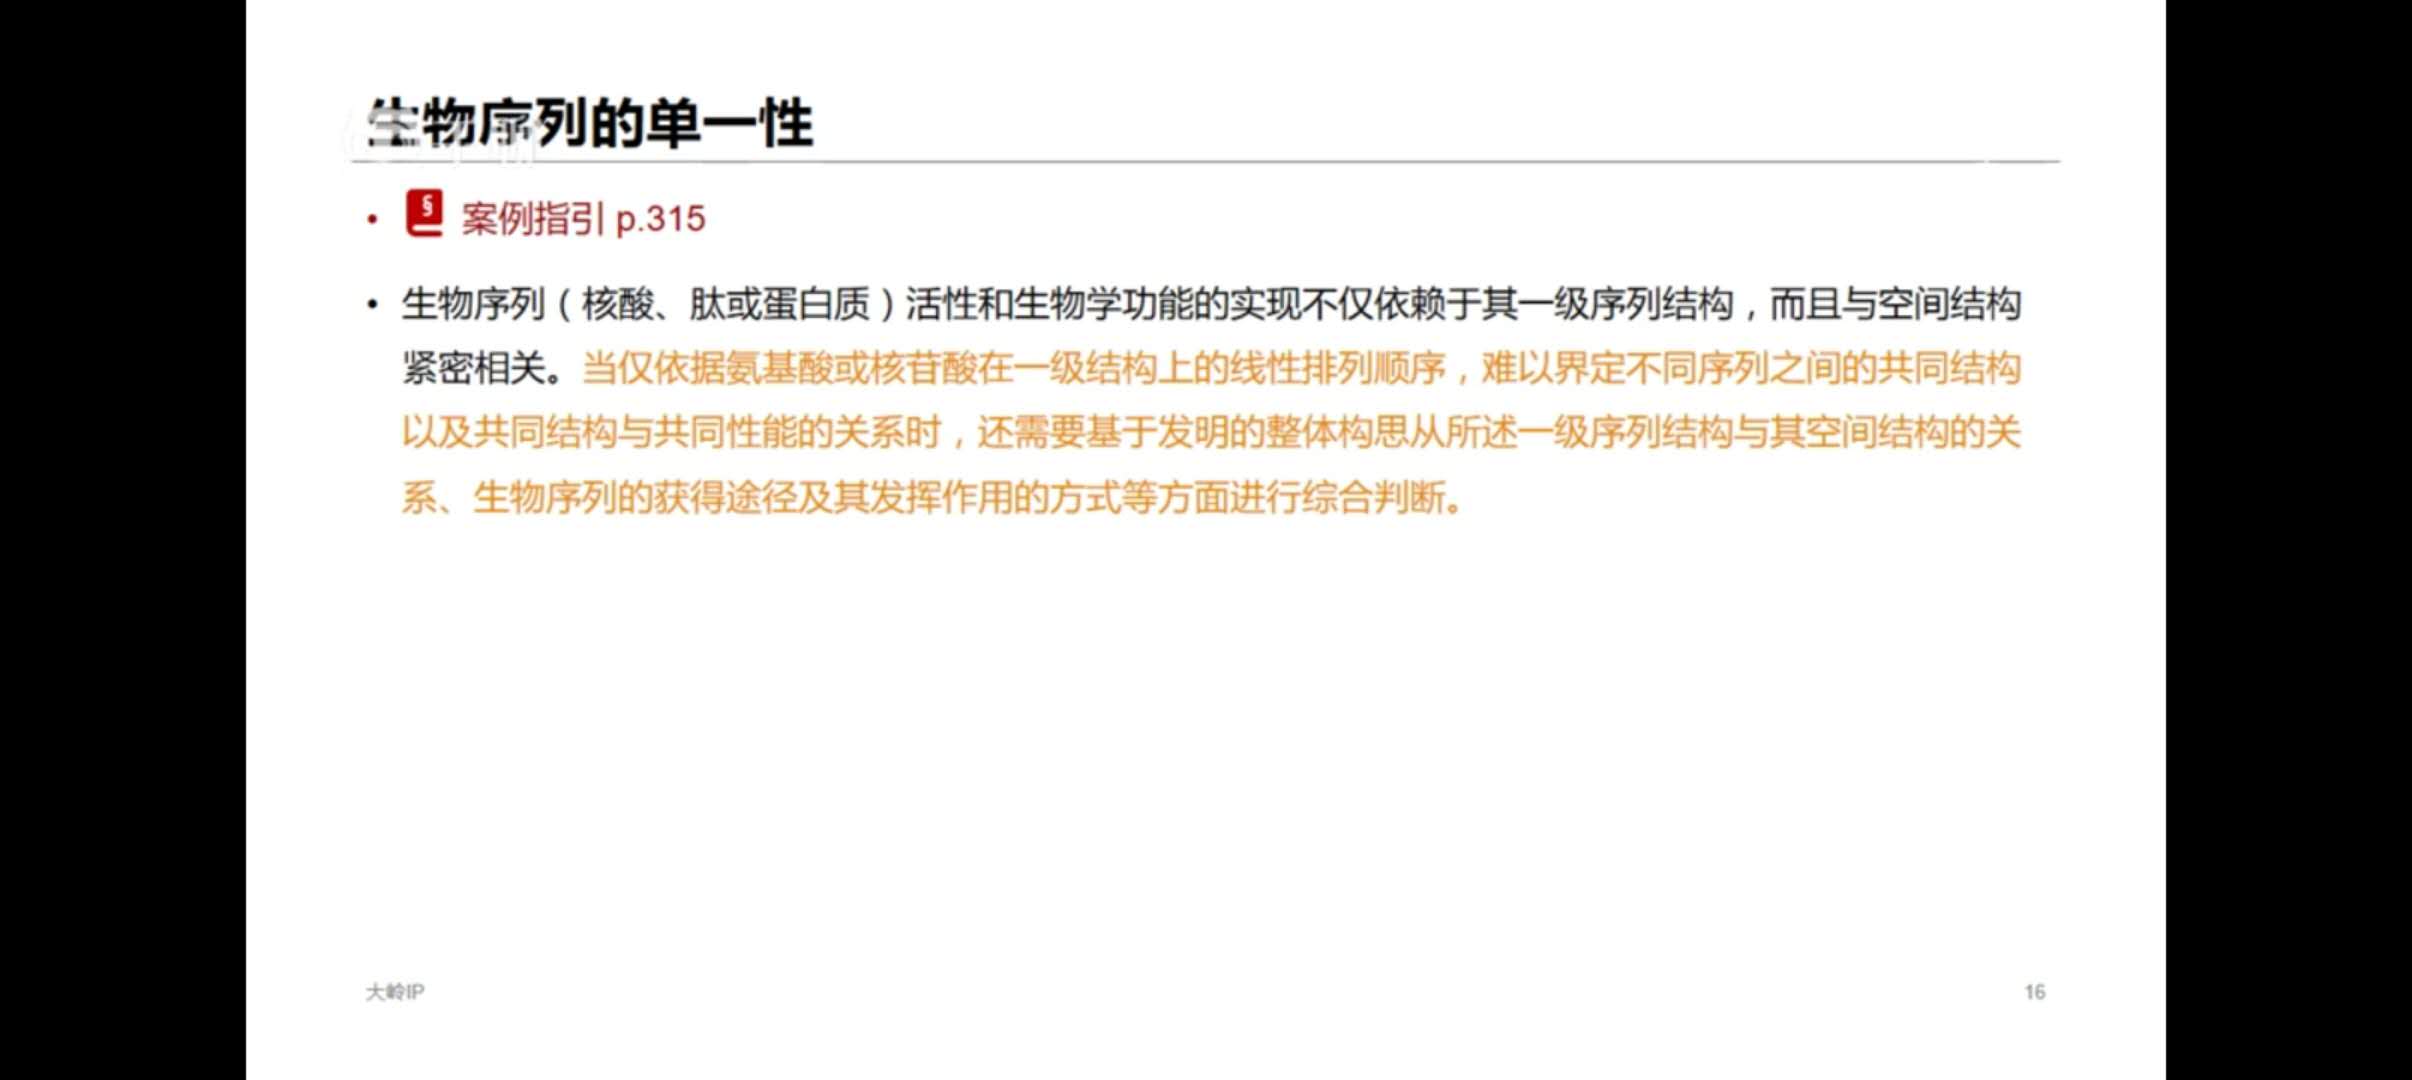 生物序列的单一性
• § 案例指引 p.315
• 生物序列（核酸、肽或蛋白质）活性和生物学功能的实现不仅依赖于其一级序列结构，而且与空间结构
紧密相关。当仅依据氨基酸或核苷酸在一级结构上的线性排列顺序，难以界定不同序列之间的共同结构
以及共同结构与共同性能的关系时，还需要基于发明的整体构思从所述一级序列结构与其空间结构的关
系、生物序列的获得途径及其发挥作用的方式等方面进行综合判断。
大岭IP
16